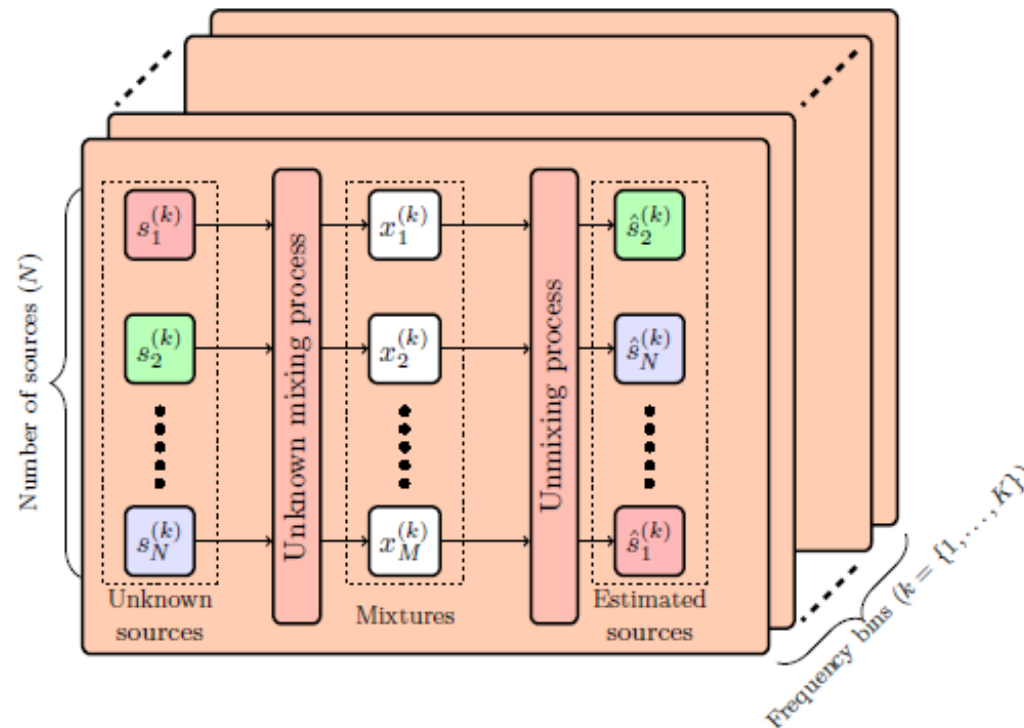 Number of sources (N)
s_1^{(k)}
s_2^{(k)}
s_N^{(k)}
Unknown
sources
Unknown mixing process
x_1^{(k)}
x_2^{(k)}
x_M^{(k)}
Mixtures
Unmixing process
ŝ_2^{(k)}
ŝ_N^{(k)}
ŝ_1^{(k)}
Estimated
sources
Frequency bins (k = {1, ..., K})